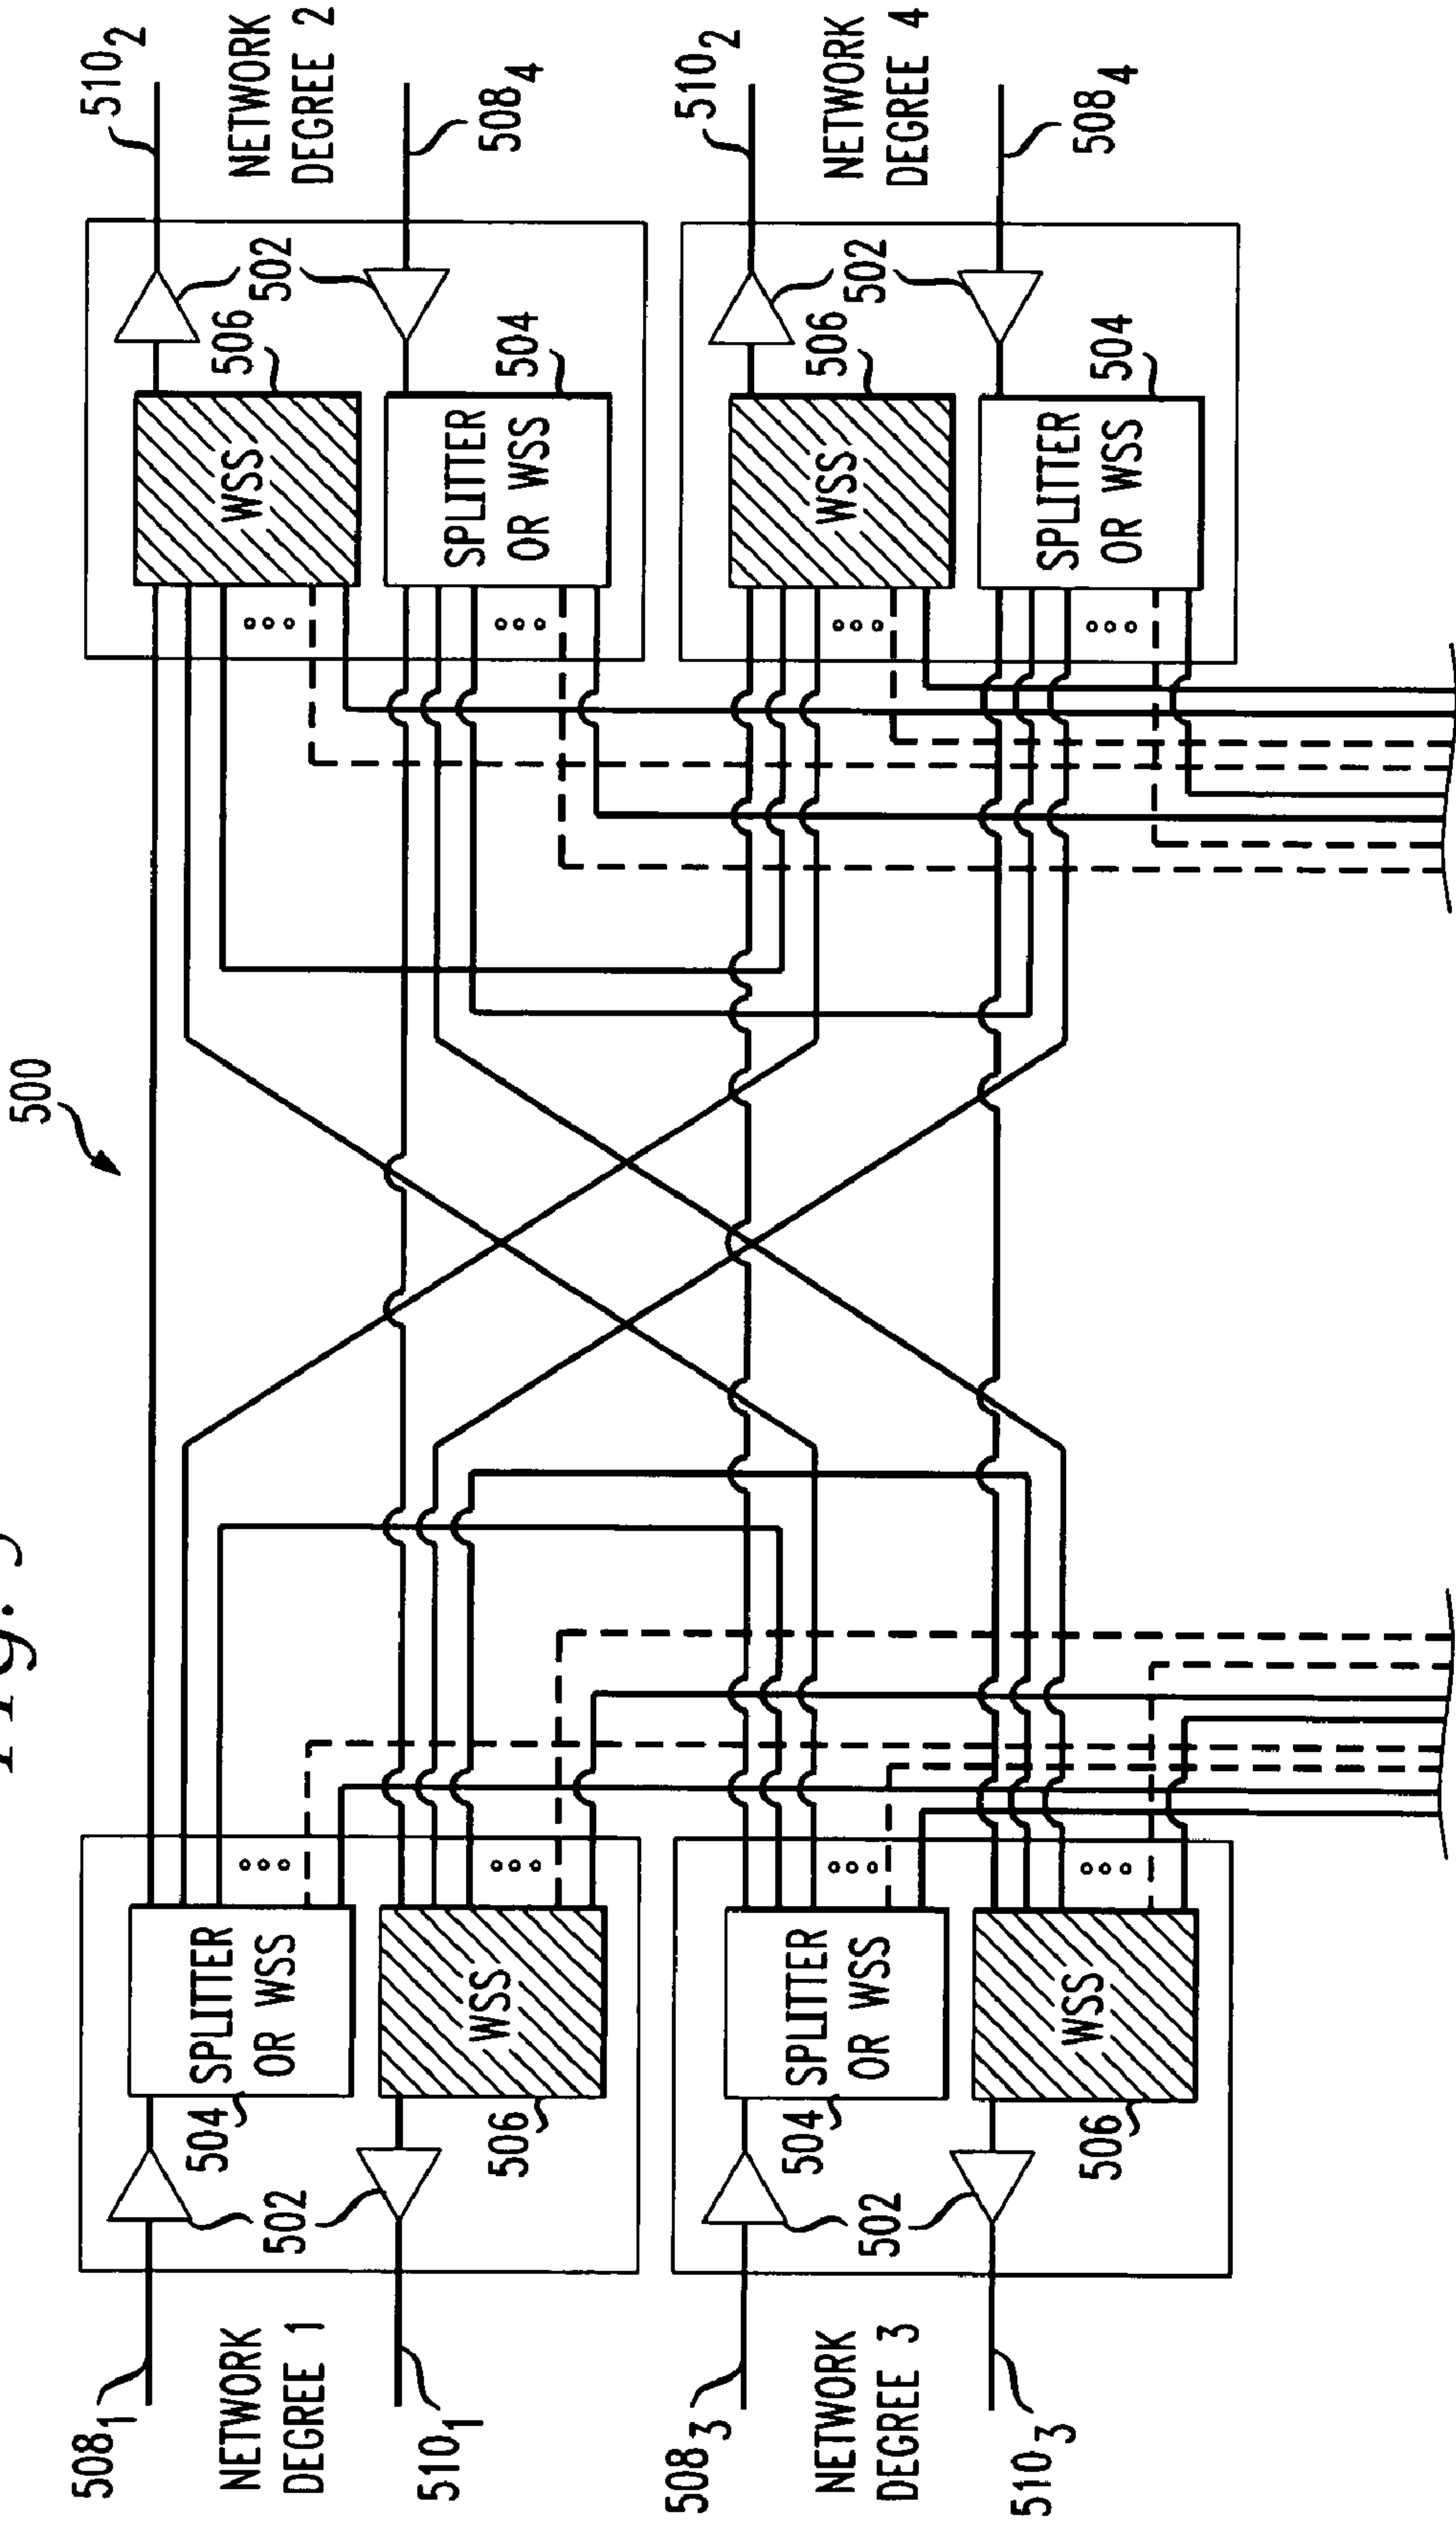 500
508₁
NETWORK
DEGREE 1
510₁
502
504
SPLITTER
OR WSS
506
WSS
510₂
NETWORK
DEGREE 2
508₄
502
506
WSS
504
SPLITTER
OR WSS
508₃
NETWORK
DEGREE 3
510₃
502
504
SPLITTER
OR WSS
506
WSS
510₂
NETWORK
DEGREE 4
508₄
502
506
WSS
504
SPLITTER
OR WSS